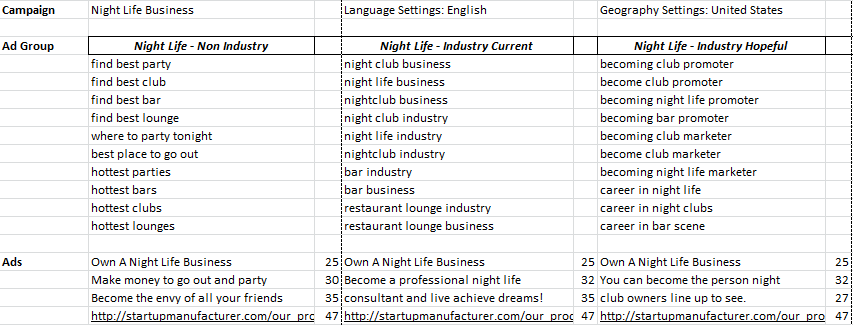 Campaign Night Life Business Language Settings: English Geography Settings: United States
Ad Group Night Life - Non Industry Night Life - Industry Current Night Life - Industry Hopeful
find best party night club business becoming club promoter
find best club night life business become club promoter
find best bar nightclub business becoming night life promoter
find best lounge night club industry becoming bar promoter
where to party tonight night life industry becoming club marketer
best place to go out nightclub industry become club marketer
hottest parties bar industry becoming night life marketer
hottest bars bar business career in night life
hottest clubs restaurant lounge industry career in night clubs
hottest lounges restaurant lounge business career in bar scene
Ads Own A Night Life Business 25 Own A Night Life Business 25 Own A Night Life Business 25
Make money to go out and party 30 Become a professional night life 32 You can become the person night 32
Become the envy of all your friends 35 consultant and live achieve dreams! 35 club owners line up to see. 27
http://startupmanufacturer.com/our_proc 47 http://startupmanufacturer.com/our_proc 47 http://startupmanufacturer.com/our_pro 47